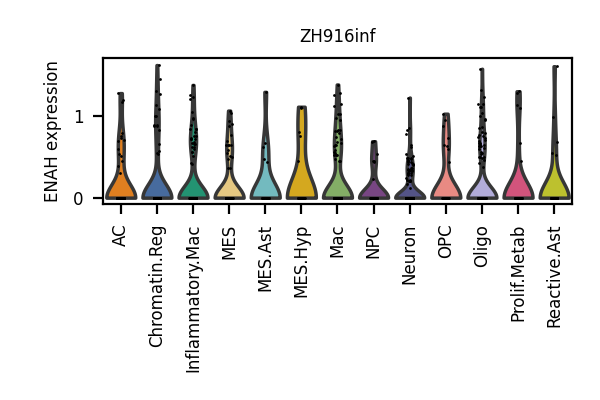 ZH916inf
ENAH expression
1
0
AC
Chromatin.Reg
Inflammatory.Mac
MES
MES.Ast
MES.Hyp
Mac
NPC
Neuron
OPC
Oligo
Prolif.Metab
Reactive.Ast